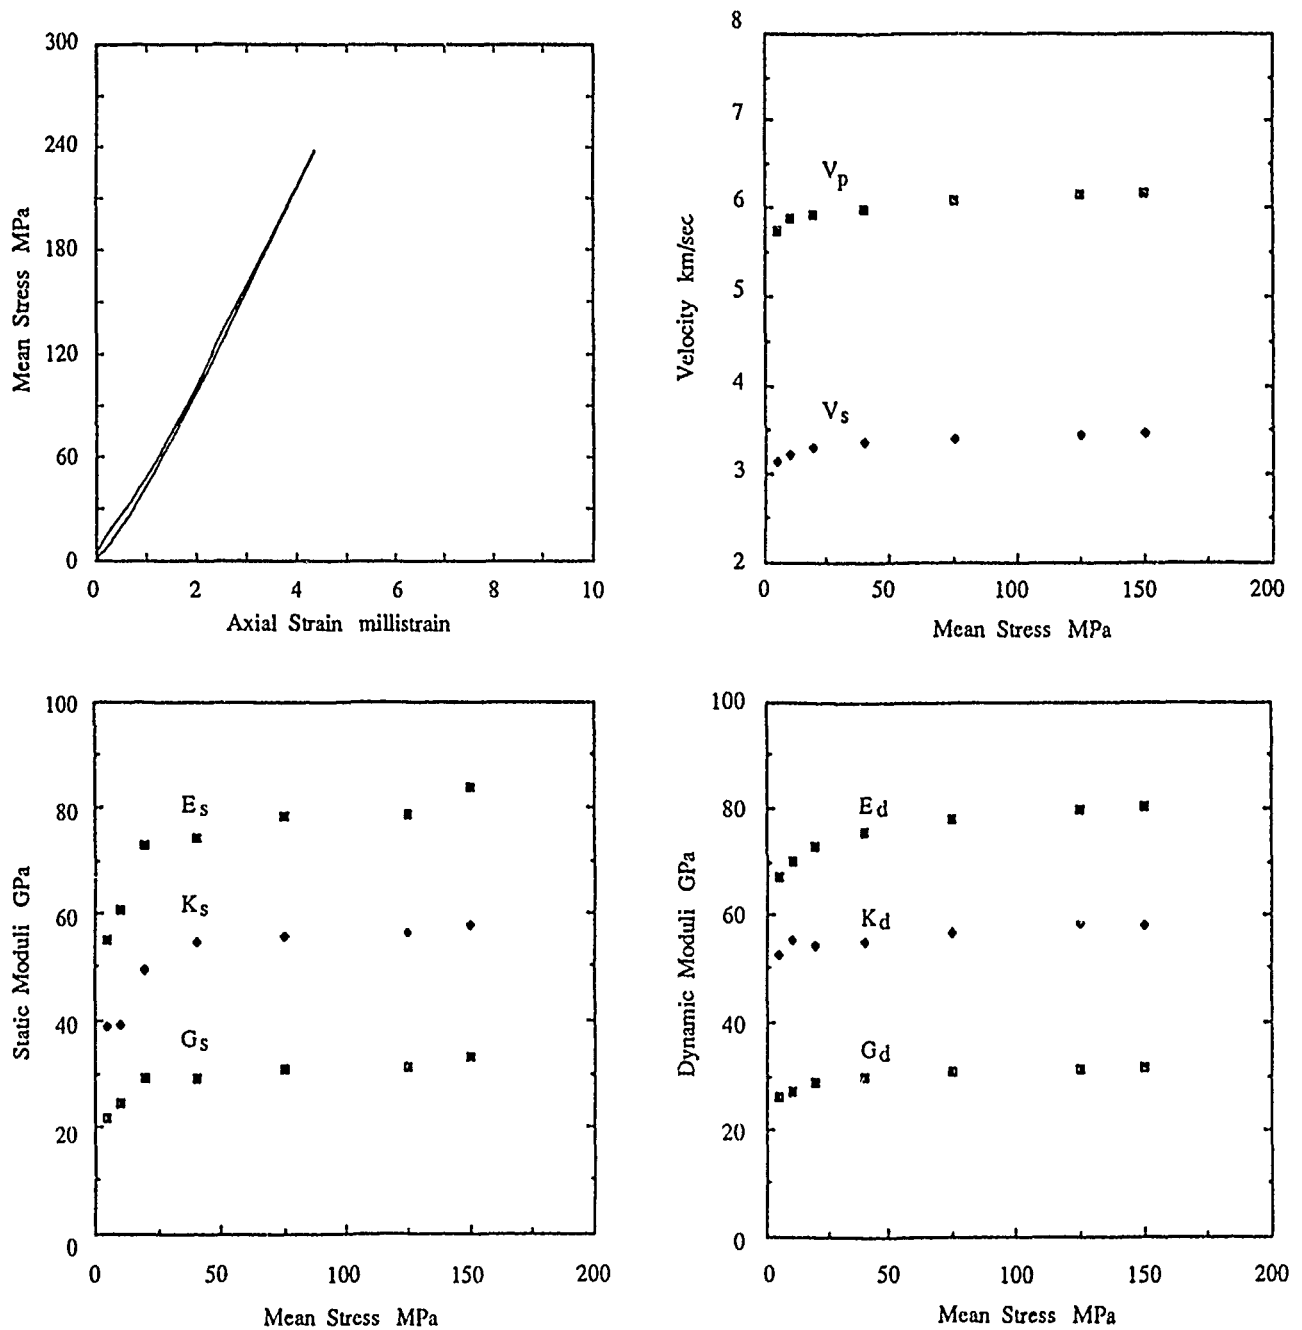 300
240
180
120
60
0
Mean Stress MPa
0 2 4 6 8 10
Axial Strain millistrain
8
7
6
5
4
3
2
Velocity km/sec
Vp
Vs
0 50 100 150 200
Mean Stress MPa
100
80
60
40
20
0
Static Moduli GPa
Es
Ks
Gs
0 50 100 150 200
Mean Stress MPa
100
80
60
40
20
0
Dynamic Moduli GPa
Ed
Kd
Gd
0 50 100 150 200
Mean Stress MPa